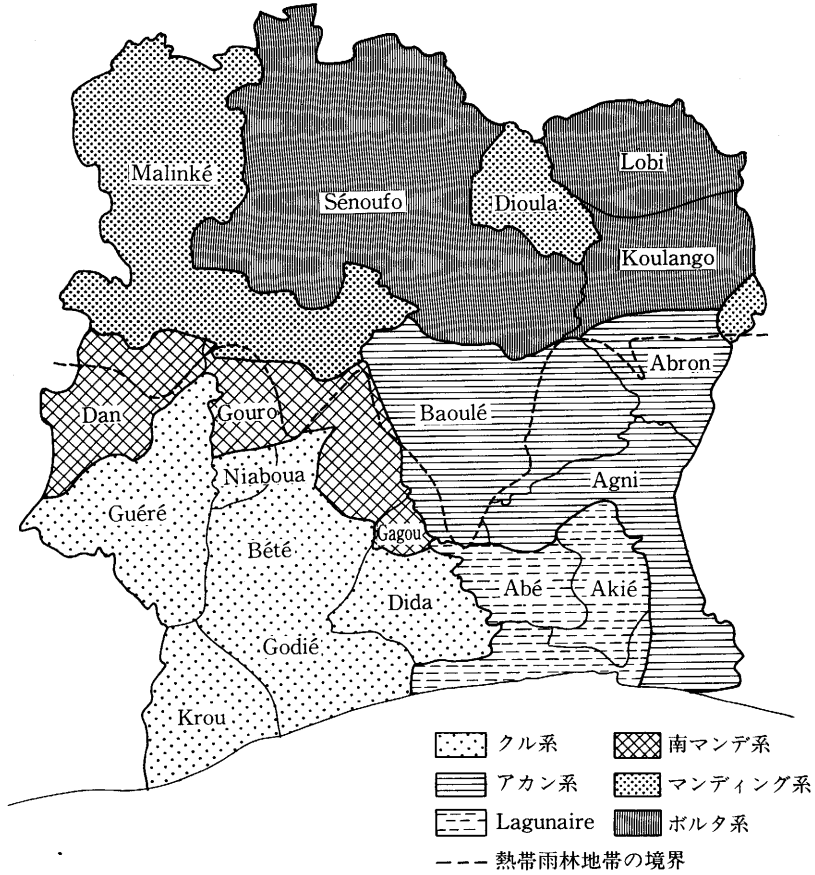 Malinké
Sénoufo
Dioula
Lobi
Koulango
Abron
Dan
Gouro
Baoulé
Niaboua
Agni
Guéré
Gagou
Bété
Dida
Abé
Akié
Godié
Krou
クル系
南マンデ系
アカン系
マンディング系
Lagunaire
ボルタ系
熱帯雨林地帯の境界